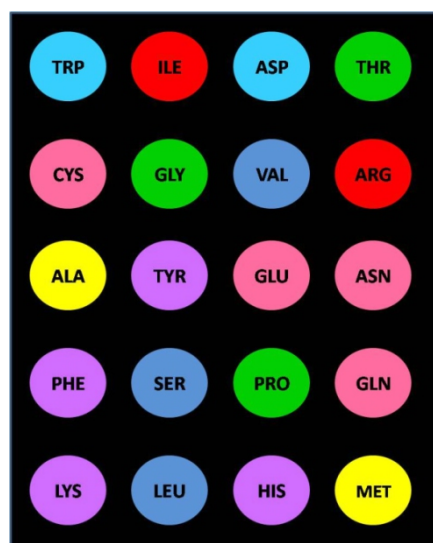 TRP ILE ASP THR
CYS GLY VAL ARG
ALA TYR GLU ASN
PHE SER PRO GLN
LYS LEU HIS MET